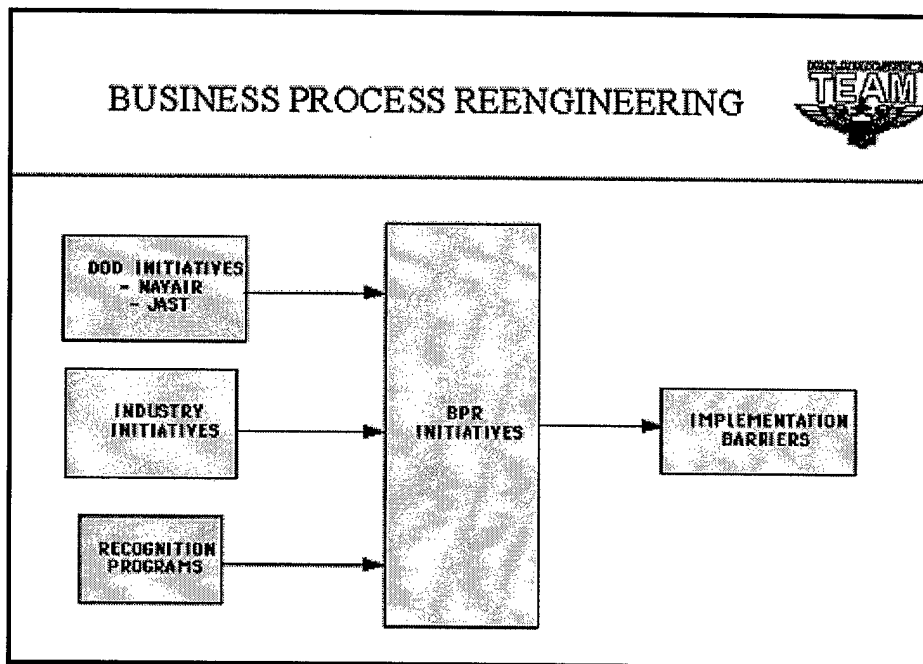 BUSINESS PROCESS REENGINEERING
TEAM
DOD INITIATIVES
- NAVAIR
- JAST
INDUSTRY
INITIATIVES
RECOGNITION
PROGRAMS
BPR
INITIATIVES
IMPLEMENTATION
BARRIERS